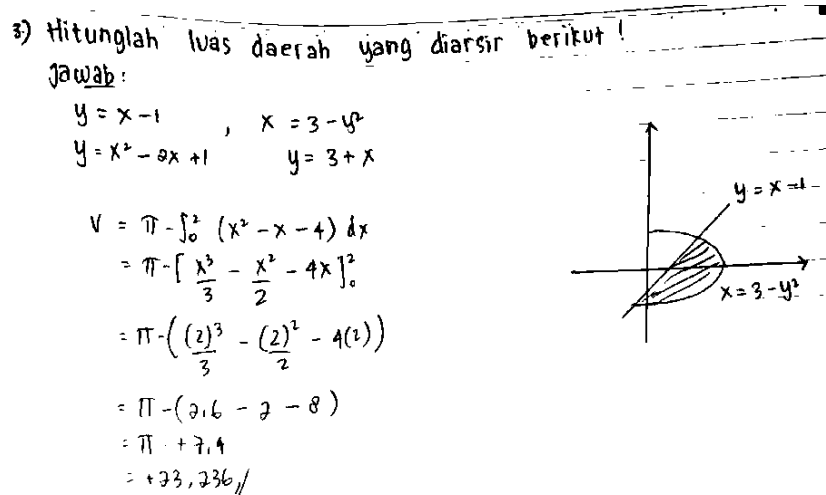 3.) Hitunglah luas daerah yang diarsir berikut !
Jawab :
y = x - 1 , x = 3 - y²
y = x² - 2x + 1 y = 3 + x
V = π - ∫₀² (x² - x - 4) dx
= π - [ x³/3 - x²/2 - 4x ]₀²
= π - ( (2)³/3 - (2)²/2 - 4(2) )
= π - (2,6 - 2 - 8)
= π + 7,4
= +23,236 //
y = x - 1
x = 3 - y²